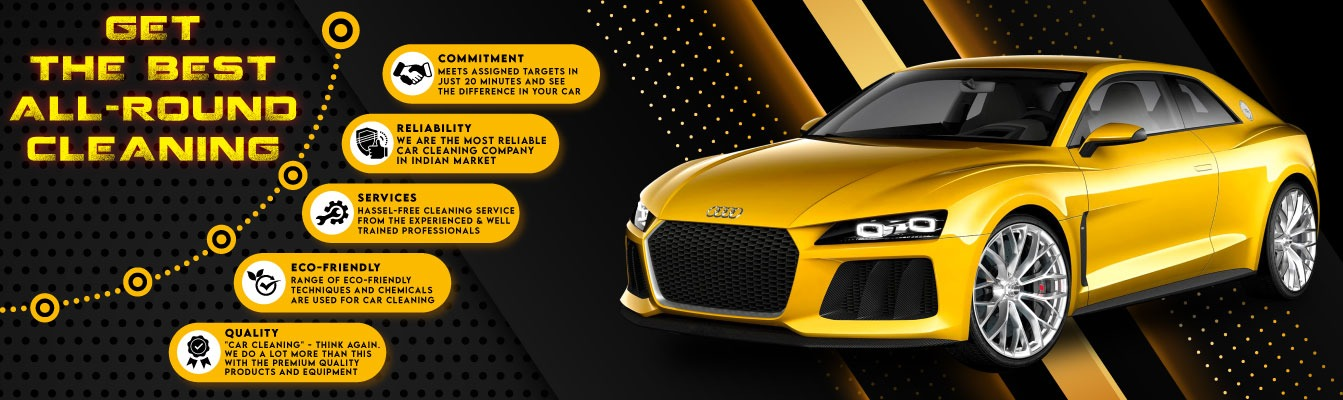 GET
THE BEST
ALL-ROUND
CLEANING
COMMITMENT
MEETS ASSIGNED TARGETS IN
JUST 20 MINUTES AND SEE
THE DIFFERENCE IN YOUR CAR
RELIABILITY
WE ARE THE MOST RELIABLE
CAR CLEANING COMPANY
IN INDIAN MARKET
SERVICES
HASSEL-FREE CLEANING SERVICE
FROM THE EXPERIENCED & WELL
TRAINED PROFESSIONALS
ECO-FRIENDLY
RANGE OF ECO-FRIENDLY
TECHNIQUES AND CHEMICALS
ARE USED FOR CAR CLEANING
QUALITY
"CAR CLEANING" - THINK AGAIN.
WE DO A LOT MORE THAN THIS
WITH THE PREMIUM QUALITY
PRODUCTS AND EQUIPMENT